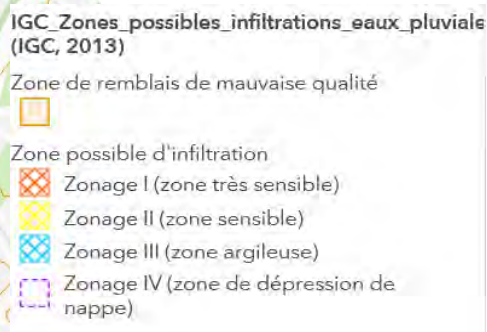 IGC_Zones_possibles_infiltrations_eaux_pluviale
(IGC, 2013)
Zone de remblais de mauvaise qualité
Zone possible d'infiltration
Zonage I (zone très sensible)
Zonage II (zone sensible)
Zonage III (zone argileuse)
Zonage IV (zone de dépression de
nappe)